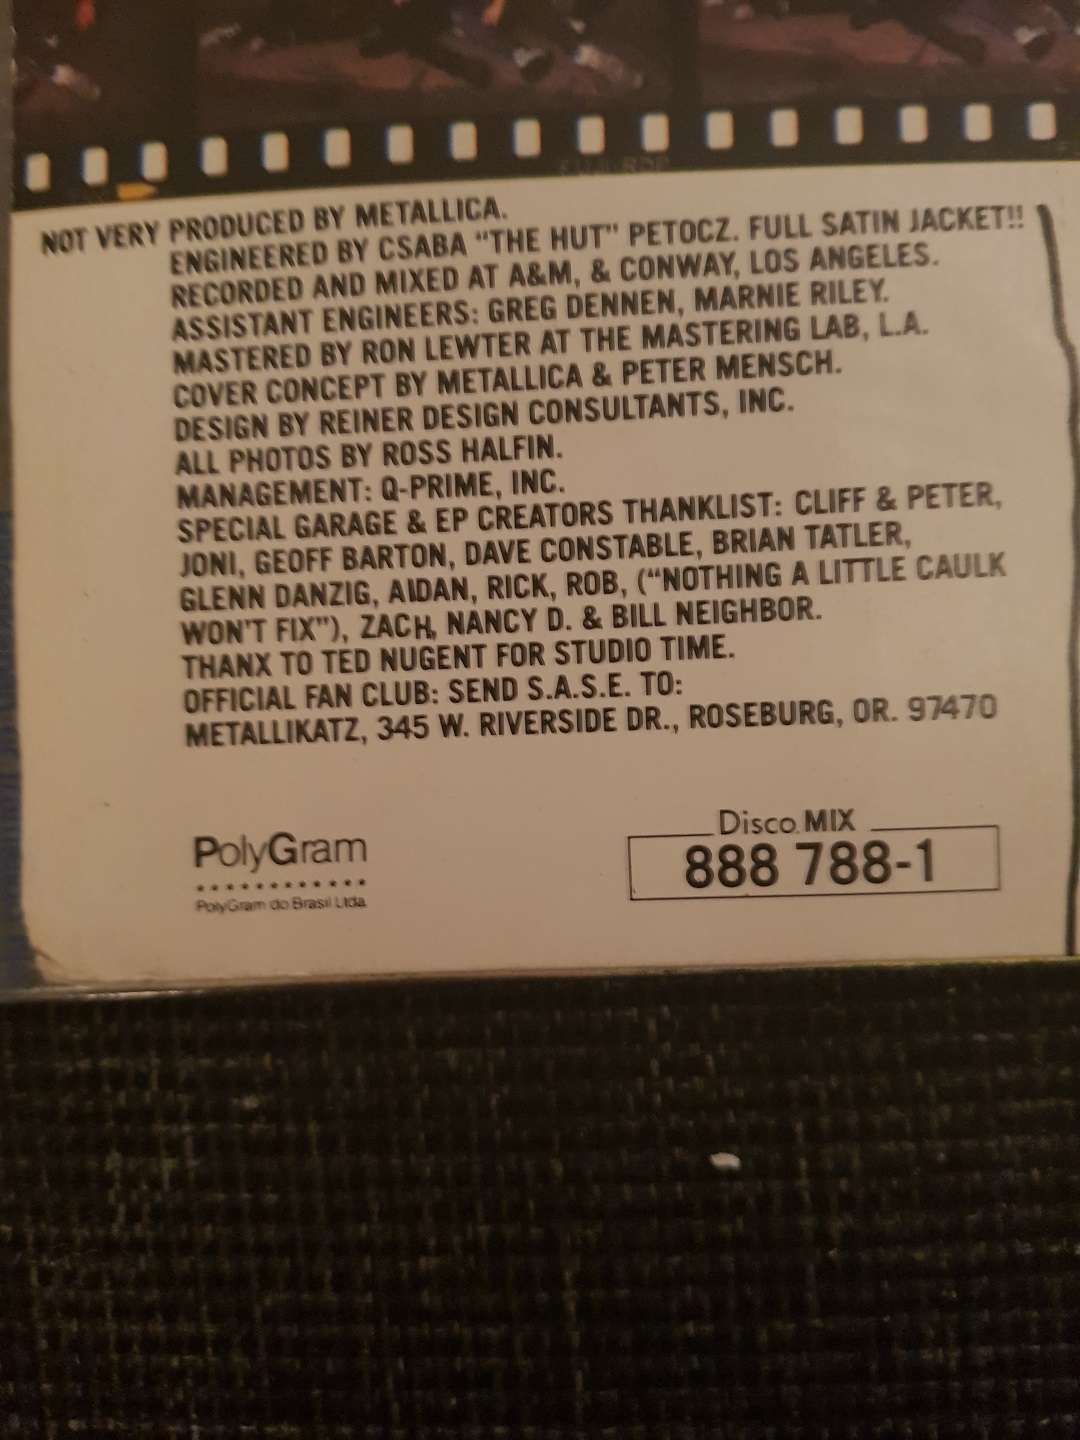 NOT VERY PRODUCED BY METALLICA.
ENGINEERED BY CSABA "THE HUT" PETOCZ. FULL SATIN JACKET!!
RECORDED AND MIXED AT A&M, & CONWAY, LOS ANGELES.
ASSISTANT ENGINEERS: GREG DENNEN, MARNIE RILEY.
MASTERED BY RON LEWTER AT THE MASTERING LAB, L.A.
COVER CONCEPT BY METALLICA & PETER MENSCH.
DESIGN BY REINER DESIGN CONSULTANTS, INC.
ALL PHOTOS BY ROSS HALFIN.
MANAGEMENT: Q-PRIME, INC.
SPECIAL GARAGE & EP CREATORS THANKLIST: CLIFF & PETER,
JONI, GEOFF BARTON, DAVE CONSTABLE, BRIAN TATLER,
GLENN DANZIG, AIDAN, RICK, ROB, ("NOTHING A LITTLE CAULK
WON'T FIX"), ZACH, NANCY D. & BILL NEIGHBOR.
THANX TO TED NUGENT FOR STUDIO TIME.
OFFICIAL FAN CLUB: SEND S.A.S.E. TO:
METALLIKATZ, 345 W. RIVERSIDE DR., ROSEBURG, OR. 97470
PolyGram
PolyGram do Brasil Ltda.
Disco MIX
888 788-1